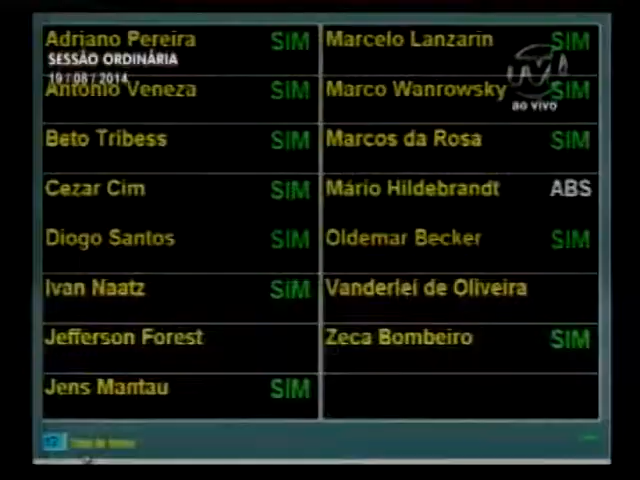 Adriano Pereira SIM
SESSÃO ORDINÁRIA
19/08/2014
Antônio Veneza SIM
Beto Tribess SIM
Cezar Cim SIM
Diogo Santos SIM
Ivan Naatz SIM
Jefferson Forest
Jens Mantau SIM
Marcelo Lanzarin SIM
Marco Wanrowsky SIM
AO VIVO
Marcos da Rosa SIM
Mário Hildebrandt ABS
Oldemar Becker SIM
Vanderlei de Oliveira
Zeca Bombeiro SIM